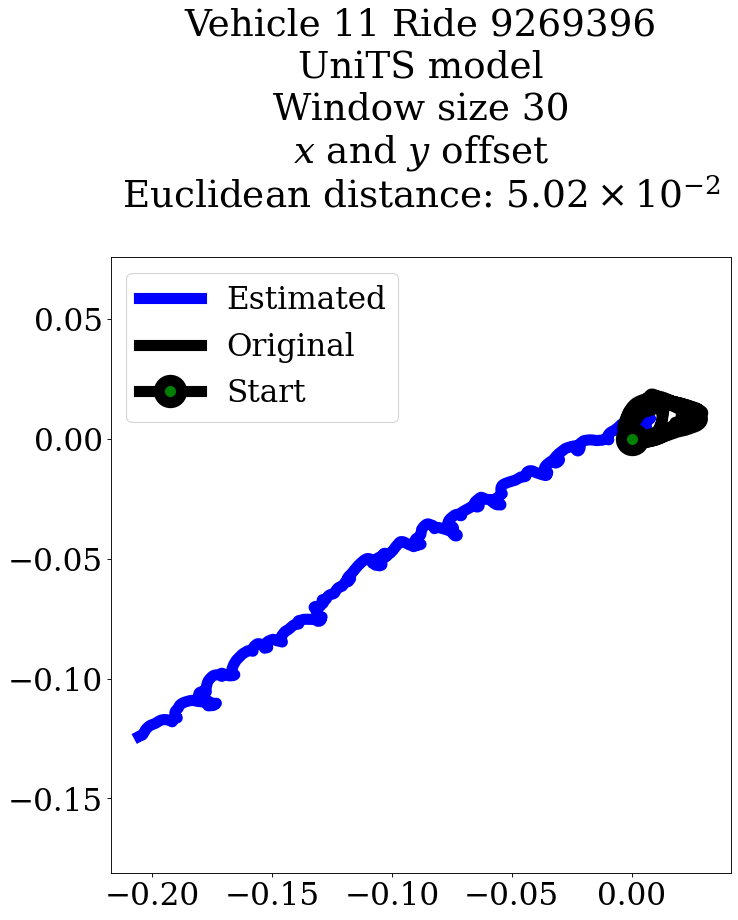 Vehicle 11 Ride 9269396
UniTS model
Window size 30
x and y offset
Euclidean distance: 5.02 × 10⁻²
Estimated
Original
Start
0.05
0.00
−0.05
−0.10
−0.15
−0.20 −0.15 −0.10 −0.05 0.00